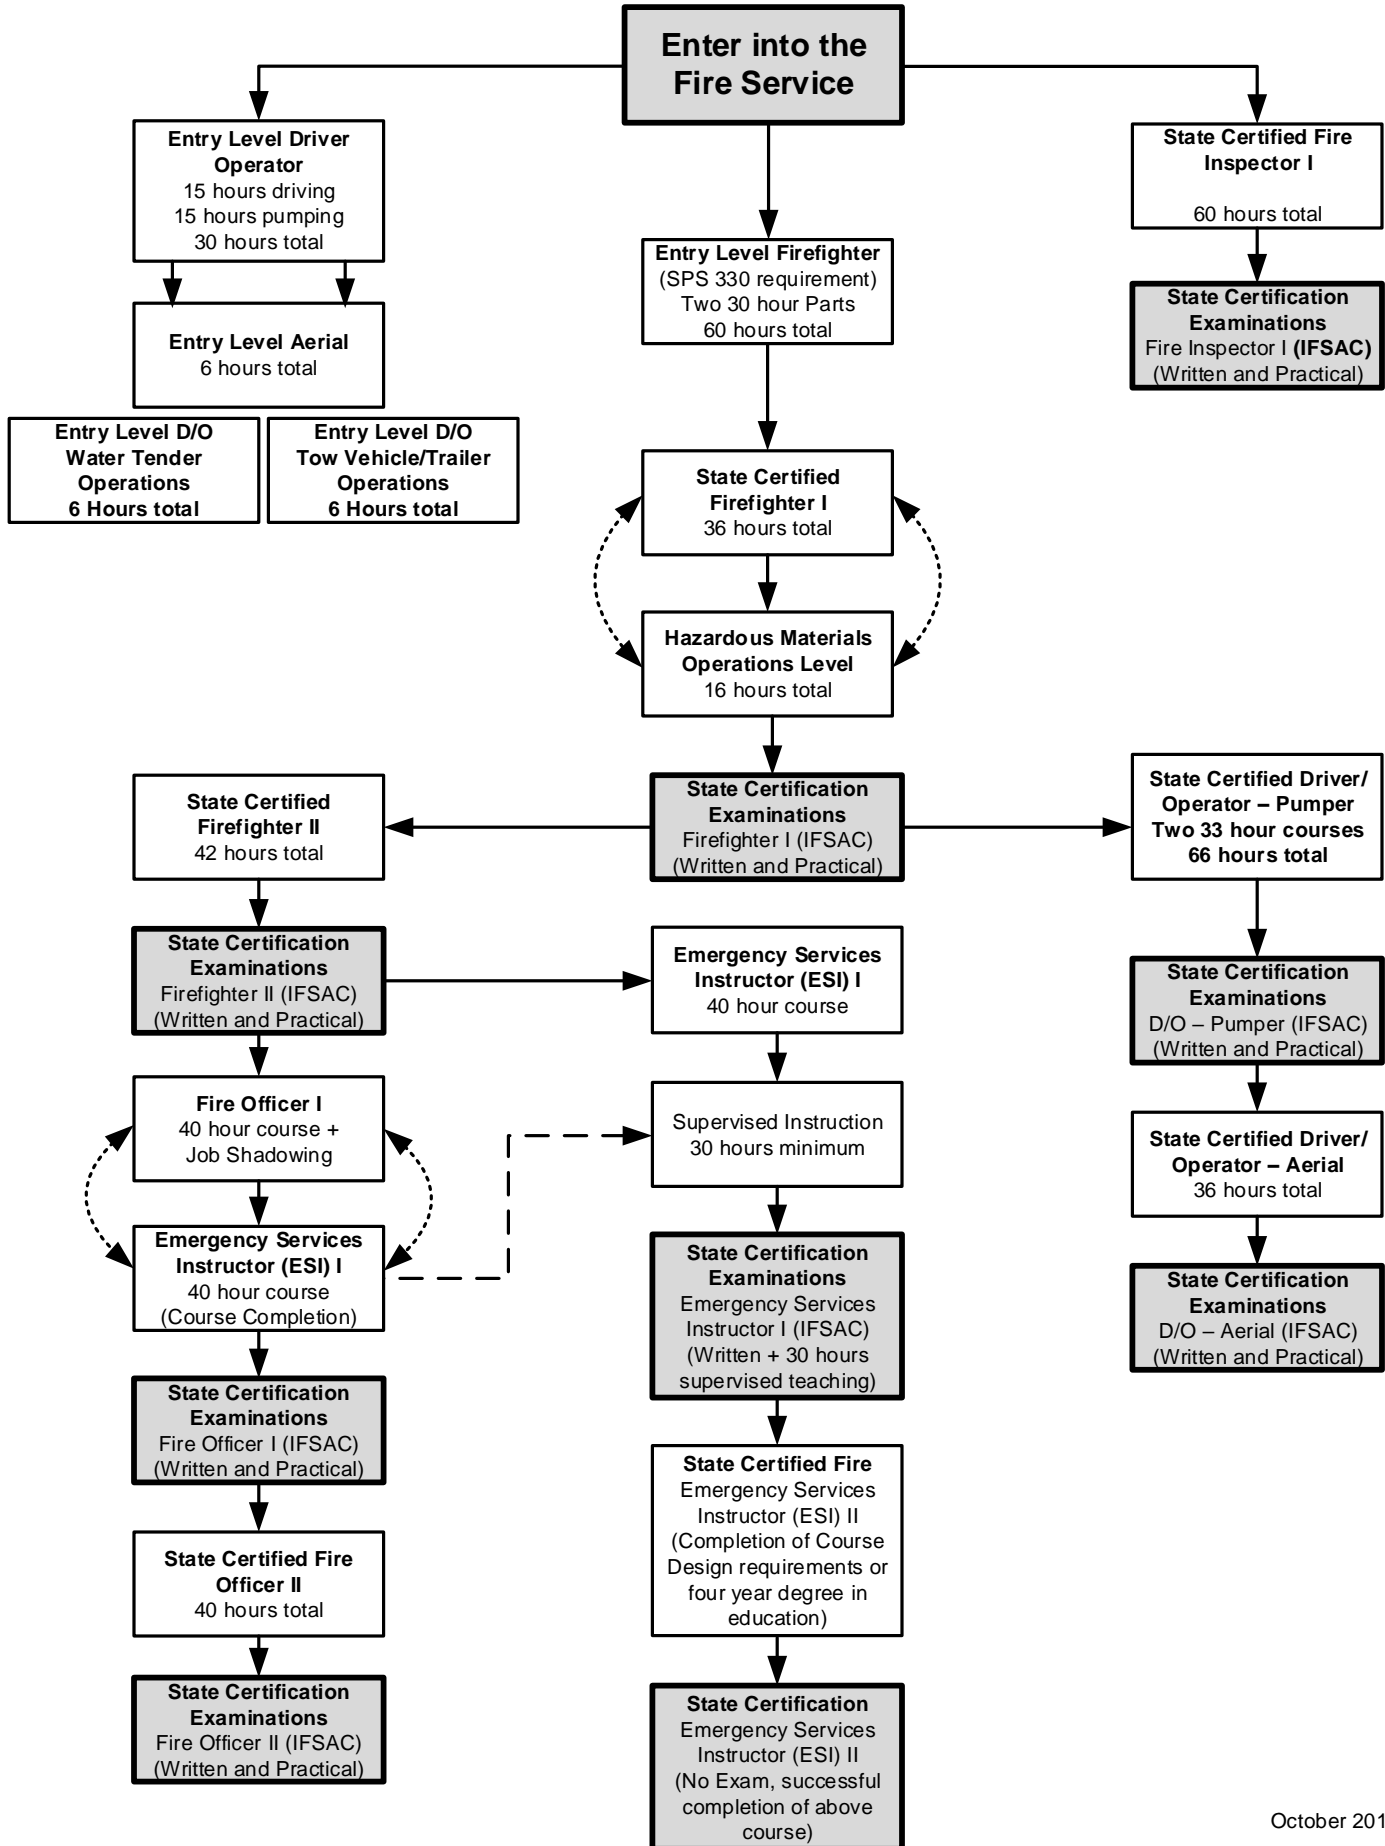 Enter into the
Fire Service
Entry Level Driver
Operator
15 hours driving
15 hours pumping
30 hours total
State Certified Fire
Inspector I
60 hours total
Entry Level Firefighter
(SPS 330 requirement)
Two 30 hour Parts
60 hours total
State Certification
Examinations
Fire Inspector I (IFSAC)
(Written and Practical)
Entry Level Aerial
6 hours total
Entry Level D/O
Water Tender
Operations
6 Hours total
Entry Level D/O
Tow Vehicle/Trailer
Operations
6 Hours total
State Certified
Firefighter I
36 hours total
Hazardous Materials
Operations Level
16 hours total
State Certified
Firefighter II
42 hours total
State Certification
Examinations
Firefighter I (IFSAC)
(Written and Practical)
State Certified Driver/
Operator – Pumper
Two 33 hour courses
66 hours total
State Certification
Examinations
Firefighter II (IFSAC)
(Written and Practical)
Emergency Services
Instructor (ESI) I
40 hour course
State Certification
Examinations
D/O – Pumper (IFSAC)
(Written and Practical)
Fire Officer I
40 hour course +
Job Shadowing
Supervised Instruction
30 hours minimum
State Certified Driver/
Operator – Aerial
36 hours total
Emergency Services
Instructor (ESI) I
40 hour course
(Course Completion)
State Certification
Examinations
Emergency Services
Instructor I (IFSAC)
(Written + 30 hours
supervised teaching)
State Certification
Examinations
D/O – Aerial (IFSAC)
(Written and Practical)
State Certification
Examinations
Fire Officer I (IFSAC)
(Written and Practical)
State Certified Fire
Emergency Services
Instructor (ESI) II
(Completion of Course
Design requirements or
four year degree in
education)
State Certified Fire
Officer II
40 hours total
State Certification
Examinations
Fire Officer II (IFSAC)
(Written and Practical)
State Certification
Emergency Services
Instructor (ESI) II
(No Exam, successful
completion of above
course)
October 201